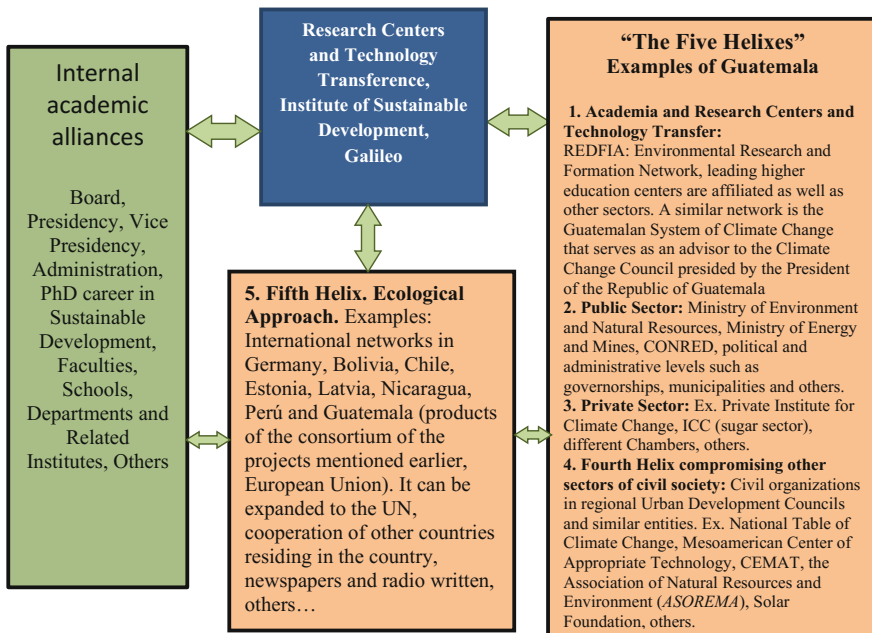 Internal
academic
alliances
Board,
Presidency, Vice
Presidency,
Administration,
PhD career in
Sustainable
Development,
Faculties,
Schools,
Departments and
Related
Institutes, Others
Research Centers
and Technology
Transference,
Institute of Sustainable
Development,
Galileo
5. Fifth Helix. Ecological
Approach. Examples:
International networks in
Germany, Bolivia, Chile,
Estonia, Latvia, Nicaragua,
Perú and Guatemala (products
of the consortium of the
projects mentioned earlier,
European Union). It can be
expanded to the UN,
cooperation of other countries
residing in the country,
newspapers and radio written,
others…
“The Five Helixes”
Examples of Guatemala
1. Academia and Research Centers and
Technology Transfer:
REDFIA: Environmental Research and
Formation Network, leading higher
education centers are affiliated as well as
other sectors. A similar network is the
Guatemalan System of Climate Change
that serves as an advisor to the Climate
Change Council presided by the President
of the Republic of Guatemala
2. Public Sector: Ministry of Environment
and Natural Resources, Ministry of Energy
and Mines, CONRED, political and
administrative levels such as
governorships, municipalities and others.
3. Private Sector: Ex. Private Institute for
Climate Change, ICC (sugar sector),
different Chambers, others.
4. Fourth Helix compromising other
sectors of civil society: Civil organizations
in regional Urban Development Councils
and similar entities. Ex. National Table of
Climate Change, Mesoamerican Center of
Appropriate Technology, CEMAT, the
Association of Natural Resources and
Environment (ASOREMA), Solar
Foundation, others.